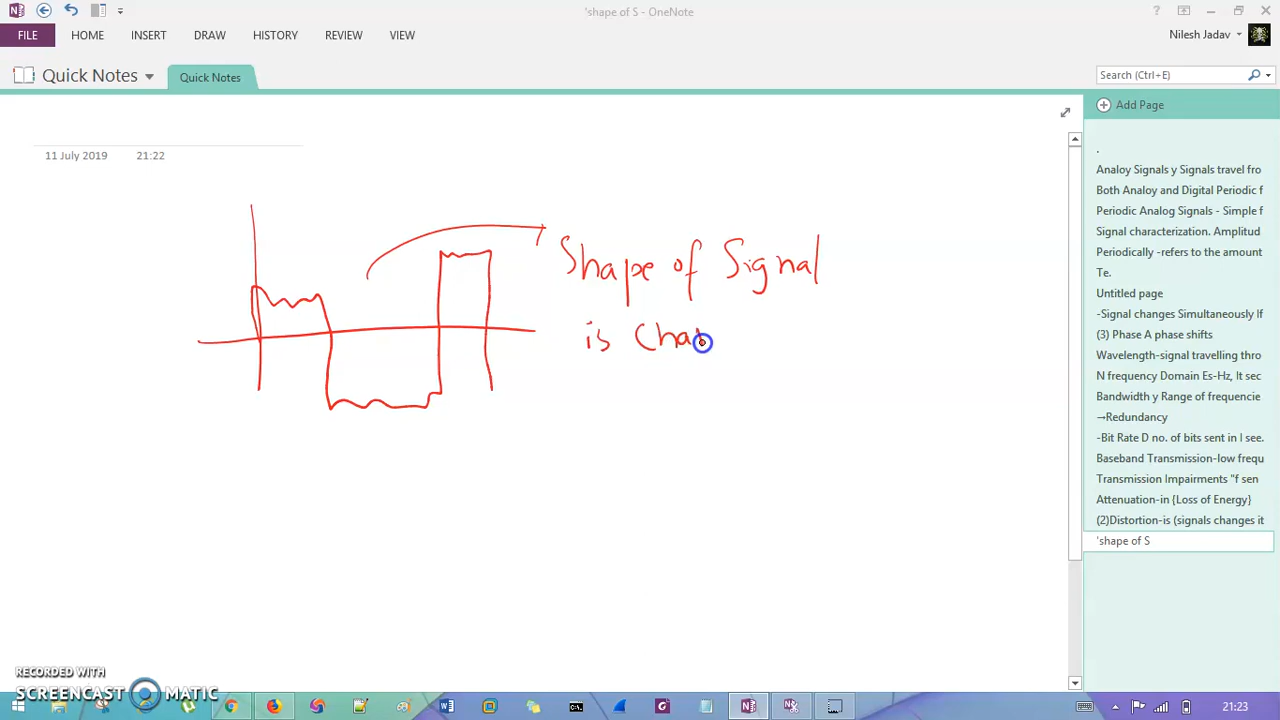 'shape of S - OneNote
FILE HOME INSERT DRAW HISTORY REVIEW VIEW
Nilesh Jadav
Quick Notes
Quick Notes
Search (Ctrl+E)
Add Page
11 July 2019 21:22
Shape of Signal
is Chan
.
Analoy Signals y Signals travel fro
Both Analoy and Digital Periodic f
Periodic Analog Signals - Simple f
Signal characterization. Amplitud
Periodically -refers to the amount
Te.
Untitled page
-Signal changes Simultaneously If
(3) Phase A phase shifts
Wavelength-signal travelling thro
N frequency Domain Es-Hz, It sec
Bandwidth y Range of frequencie
→Redundancy
-Bit Rate D no. of bits sent in I see.
Baseband Transmission-low frequ
Transmission Impairments "f sen
Attenuation-in {Loss of Energy}
(2)Distortion-is (signals changes it
'shape of S
RECORDED WITH
SCREENCAST MATIC
23:23